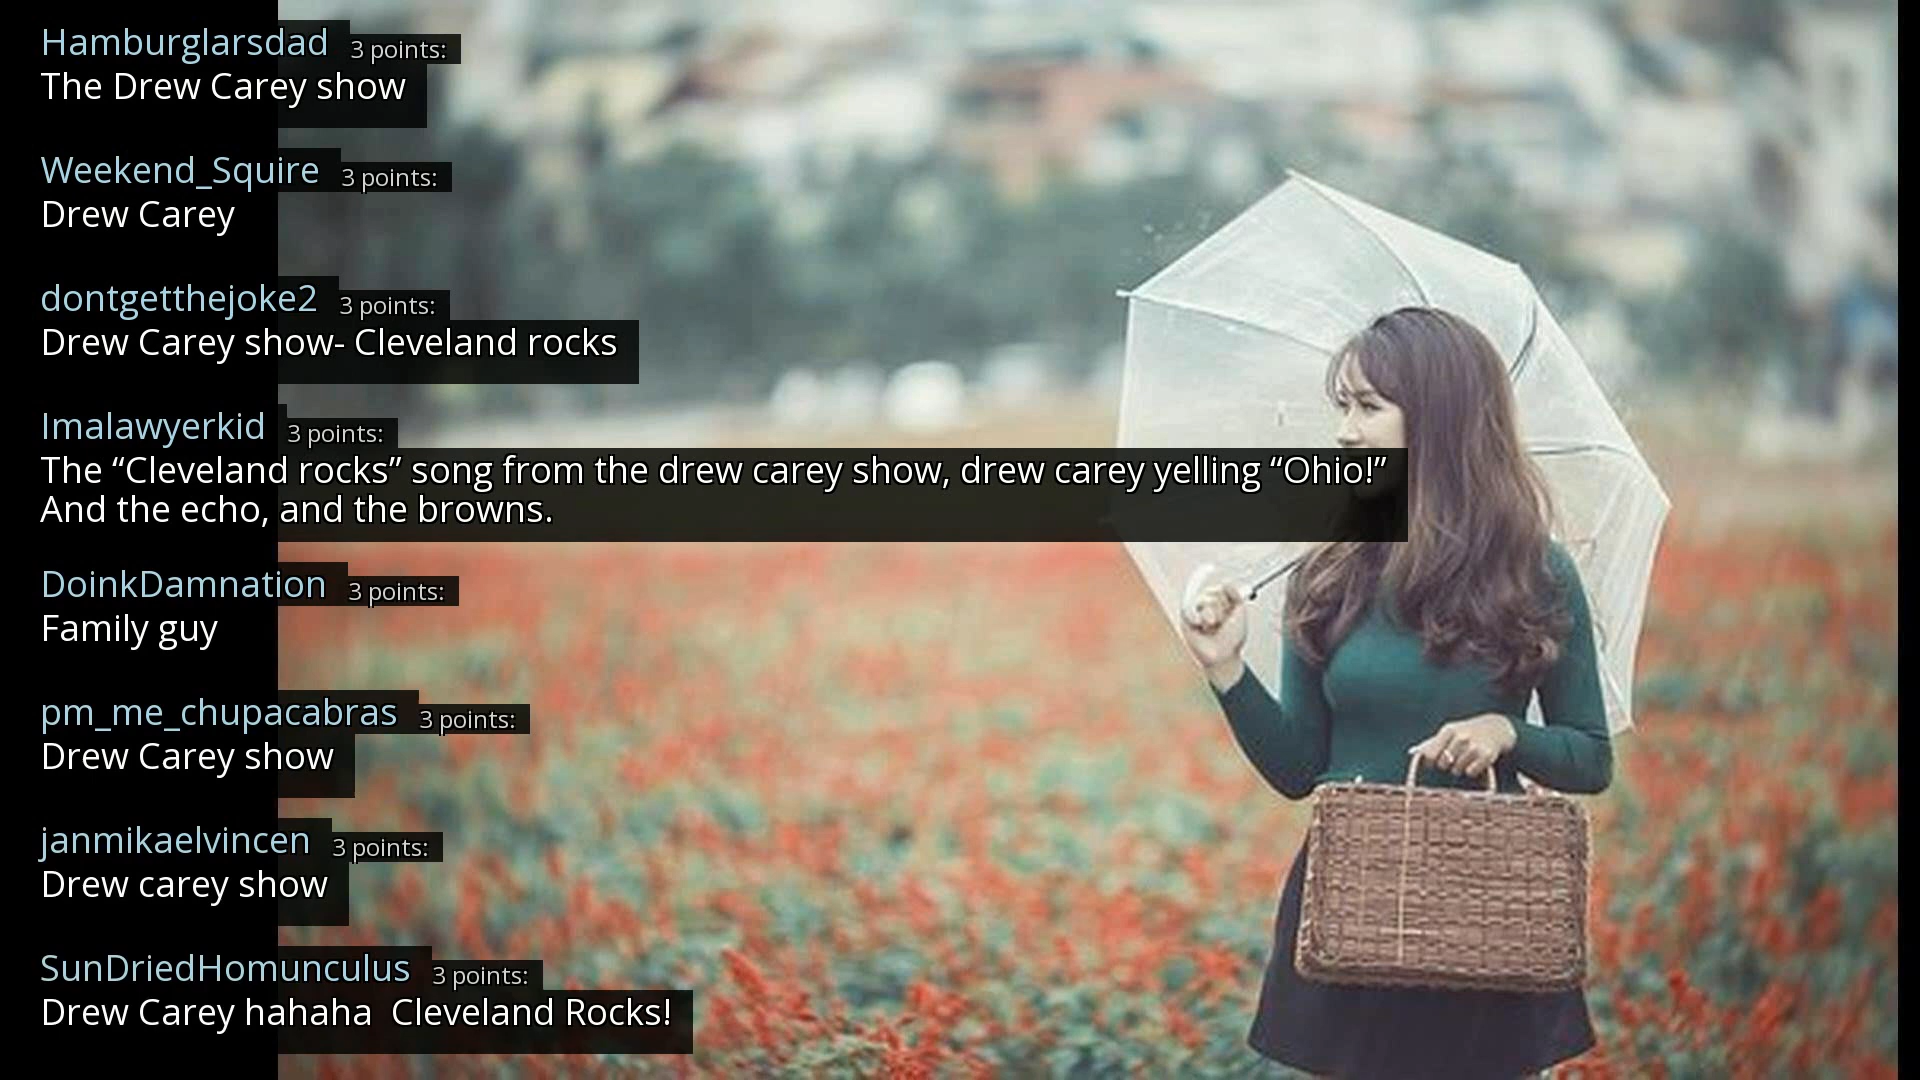 Hamburglarsdad 3 points:
The Drew Carey show
Weekend_Squire 3 points:
Drew Carey
dontgetthejoke2 3 points:
Drew Carey show- Cleveland rocks
Imalawyerkid 3 points:
The “Cleveland rocks” song from the drew carey show, drew carey yelling “Ohio!”
And the echo, and the browns.
DoinkDamnation 3 points:
Family guy
pm_me_chupacabras 3 points:
Drew Carey show
janmikaelvincen 3 points:
Drew carey show
SunDriedHomunculus 3 points:
Drew Carey hahaha  Cleveland Rocks!